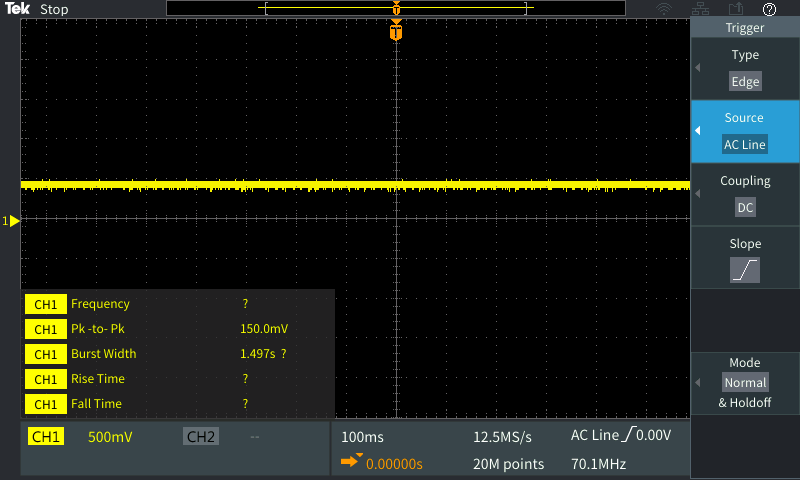 Tek Stop
T
?
T
Trigger
Type
Edge
Source
AC Line
Coupling
DC
Slope
Mode
Normal
& Holdoff
1
CH1 Frequency ?
CH1 Pk -to- Pk 150.0mV
CH1 Burst Width 1.497s ?
CH1 Rise Time ?
CH1 Fall Time ?
CH1 500mV CH2 --
100ms 12.5MS/s AC Line 0.00V
0.00000s 20M points 70.1MHz